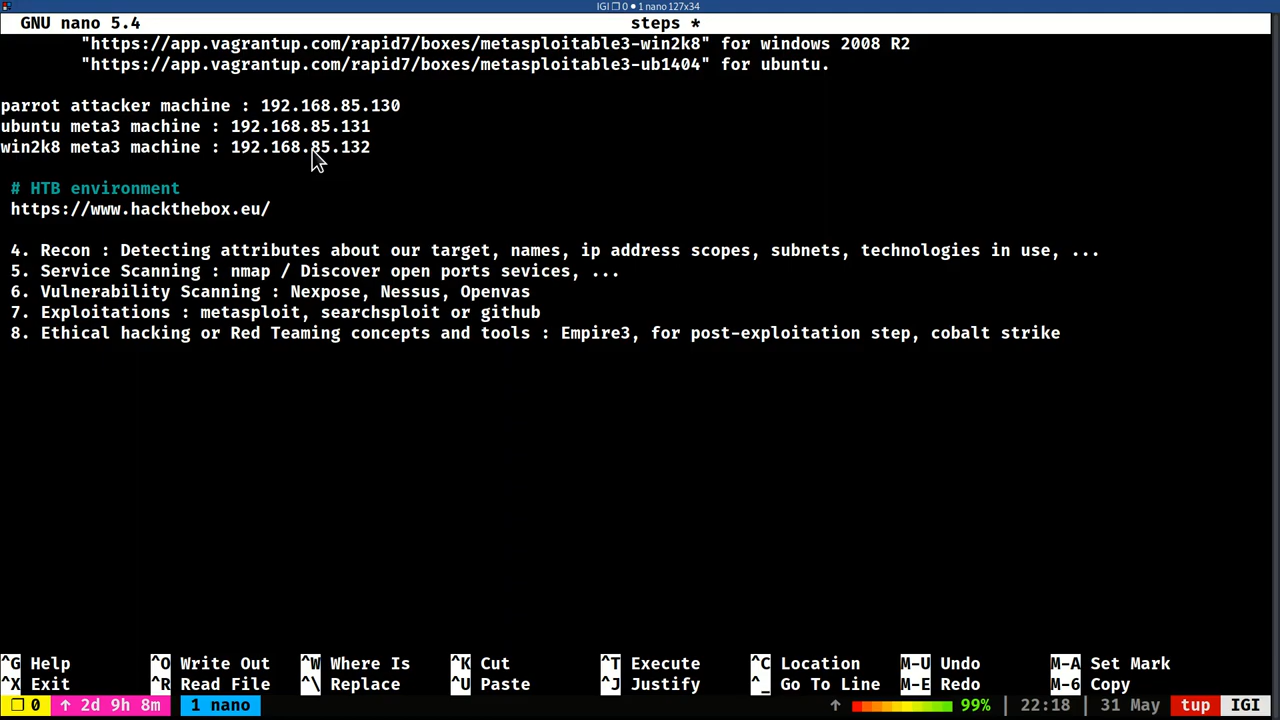 IGI ❐ 0 ● 1 nano 127x34
GNU nano 5.4 steps *
"https://app.vagrantup.com/rapid7/boxes/metasploitable3-win2k8" for windows 2008 R2
"https://app.vagrantup.com/rapid7/boxes/metasploitable3-ub1404" for ubuntu.
parrot attacker machine : 192.168.85.130
ubuntu meta3 machine : 192.168.85.131
win2k8 meta3 machine : 192.168.85.132
# HTB environment
https://www.hackthebox.eu/
4. Recon : Detecting attributes about our target, names, ip address scopes, subnets, technologies in use, ...
5. Service Scanning : nmap / Discover open ports sevices, ...
6. Vulnerability Scanning : Nexpose, Nessus, Openvas
7. Exploitations : metasploit, searchsploit or github
8. Ethical hacking or Red Teaming concepts and tools : Empire3, for post-exploitation step, cobalt strike
^G Help ^O Write Out ^W Where Is ^K Cut ^T Execute ^C Location M-U Undo M-A Set Mark
^X Exit ^R Read File ^\ Replace ^U Paste ^J Justify ^_ Go To Line M-E Redo M-6 Copy
❐ 0 ↑ 2d 9h 8m 1 nano ↑ 99% | 22:18 | 31 May tup IGI